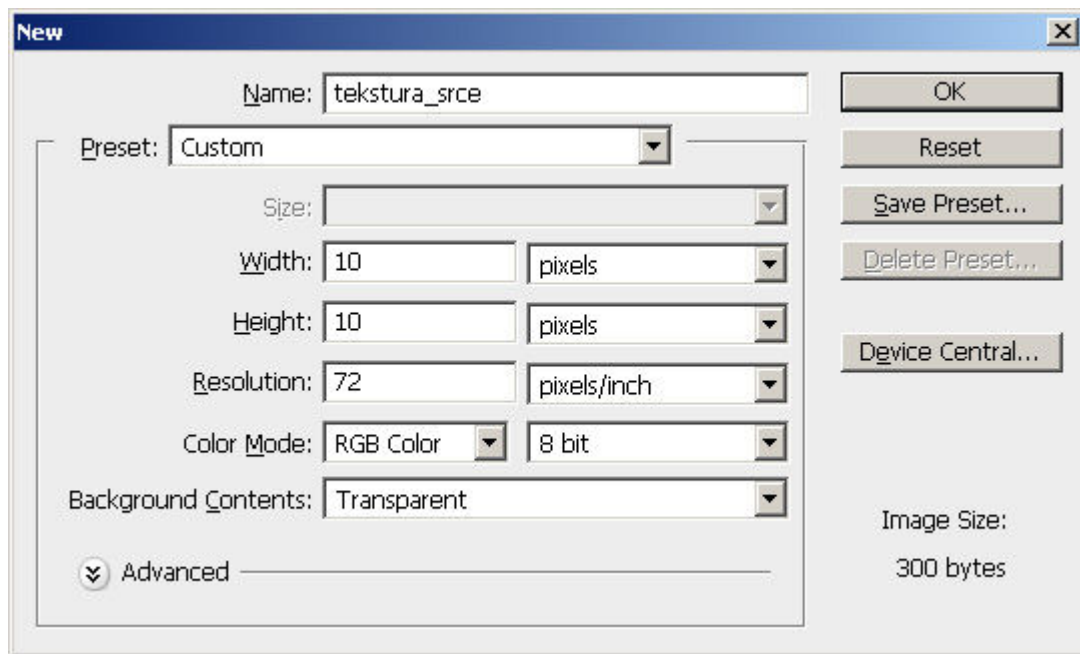 New
Name: tekstura_srce
OK
Preset: Custom
Reset
Size:
Save Preset...
Width: 10 pixels
Delete Preset...
Height: 10 pixels
Device Central...
Resolution: 72 pixels/inch
Color Mode: RGB Color 8 bit
Background Contents: Transparent
Image Size:
300 bytes
Advanced